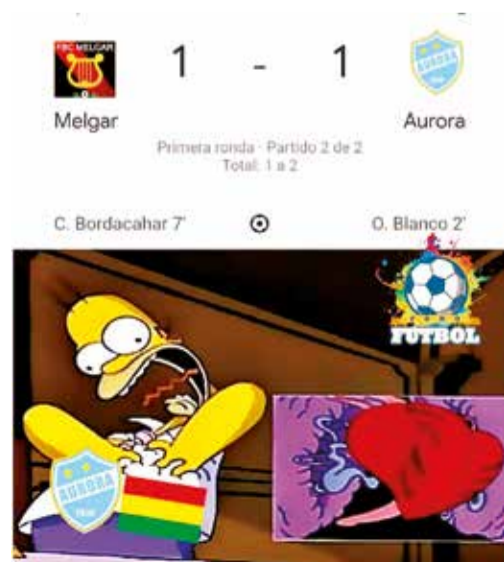 FBC MELGAR
1 - 1
AURORA
Melgar
Aurora
Primera ronda - Partido 2 de 2
Total: 1 a 2
C. Bordacahar 7'
O. Blanco 2'
FUTBOL
AURORA